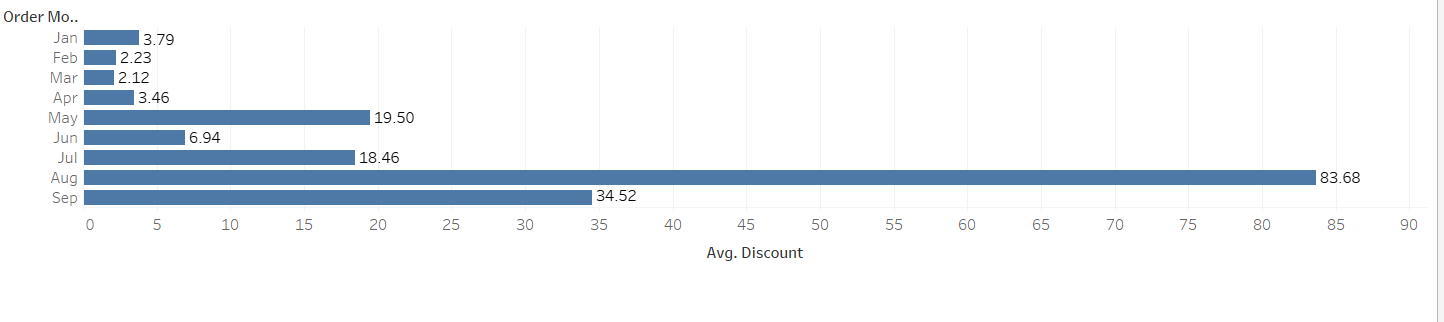 Order Mo..
Jan 3.79
Feb 2.23
Mar 2.12
Apr 3.46
May 19.50
Jun 6.94
Jul 18.46
Aug 83.68
Sep 34.52
0 5 10 15 20 25 30 35 40 45 50 55 60 65 70 75 80 85 90
Avg. Discount